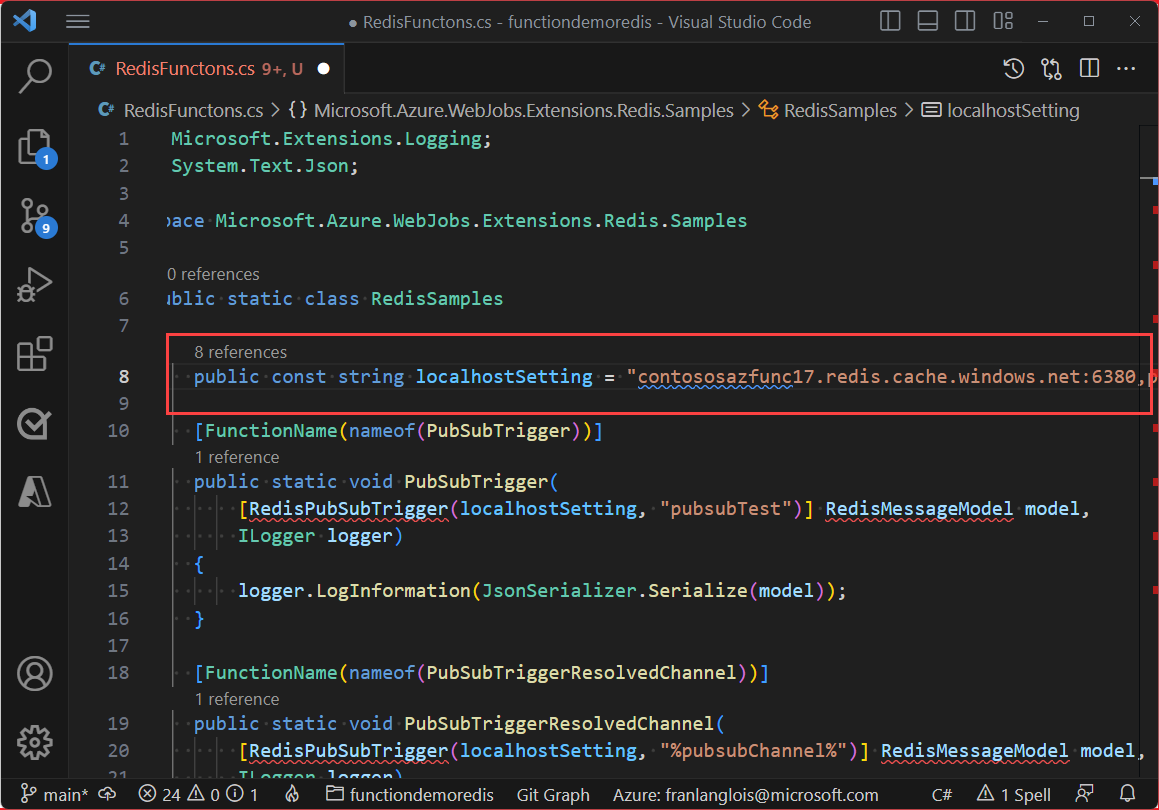 ● RedisFunctons.cs - functiondemoredis - Visual Studio Code
C# RedisFunctons.cs 9+, U ●
C# RedisFunctons.cs > {} Microsoft.Azure.WebJobs.Extensions.Redis.Samples > RedisSamples > localhostSetting
1 Microsoft.Extensions.Logging;
2 System.Text.Json;
3
4 pace Microsoft.Azure.WebJobs.Extensions.Redis.Samples
5
0 references
6 ublic static class RedisSamples
7
8 references
8 public const string localhostSetting = "contososazfunc17.redis.cache.windows.net:6380,p
9
10 [FunctionName(nameof(PubSubTrigger))]
1 reference
11 public static void PubSubTrigger(
12 [RedisPubSubTrigger(localhostSetting, "pubsubTest")] RedisMessageModel model,
13 ILogger logger)
14 {
15 logger.LogInformation(JsonSerializer.Serialize(model));
16 }
17
18 [FunctionName(nameof(PubSubTriggerResolvedChannel))]
1 reference
19 public static void PubSubTriggerResolvedChannel(
20 [RedisPubSubTrigger(localhostSetting, "%pubsubChannel%")] RedisMessageModel model,
21 ILogger logger)
1
9
main* 24 0 1 functiondemoredis Git Graph Azure: franlanglois@microsoft.com C# 1 Spell